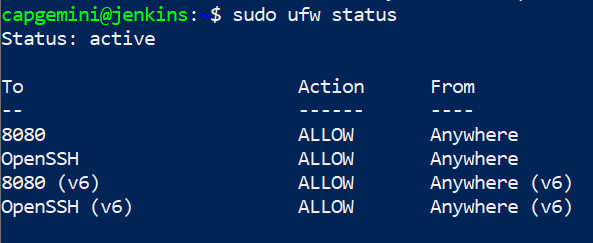 capgemini@jenkins:~$ sudo ufw status
Status: active

To                         Action      From
--                         ------      ----
8080                       ALLOW       Anywhere
OpenSSH                    ALLOW       Anywhere
8080 (v6)                  ALLOW       Anywhere (v6)
OpenSSH (v6)               ALLOW       Anywhere (v6)